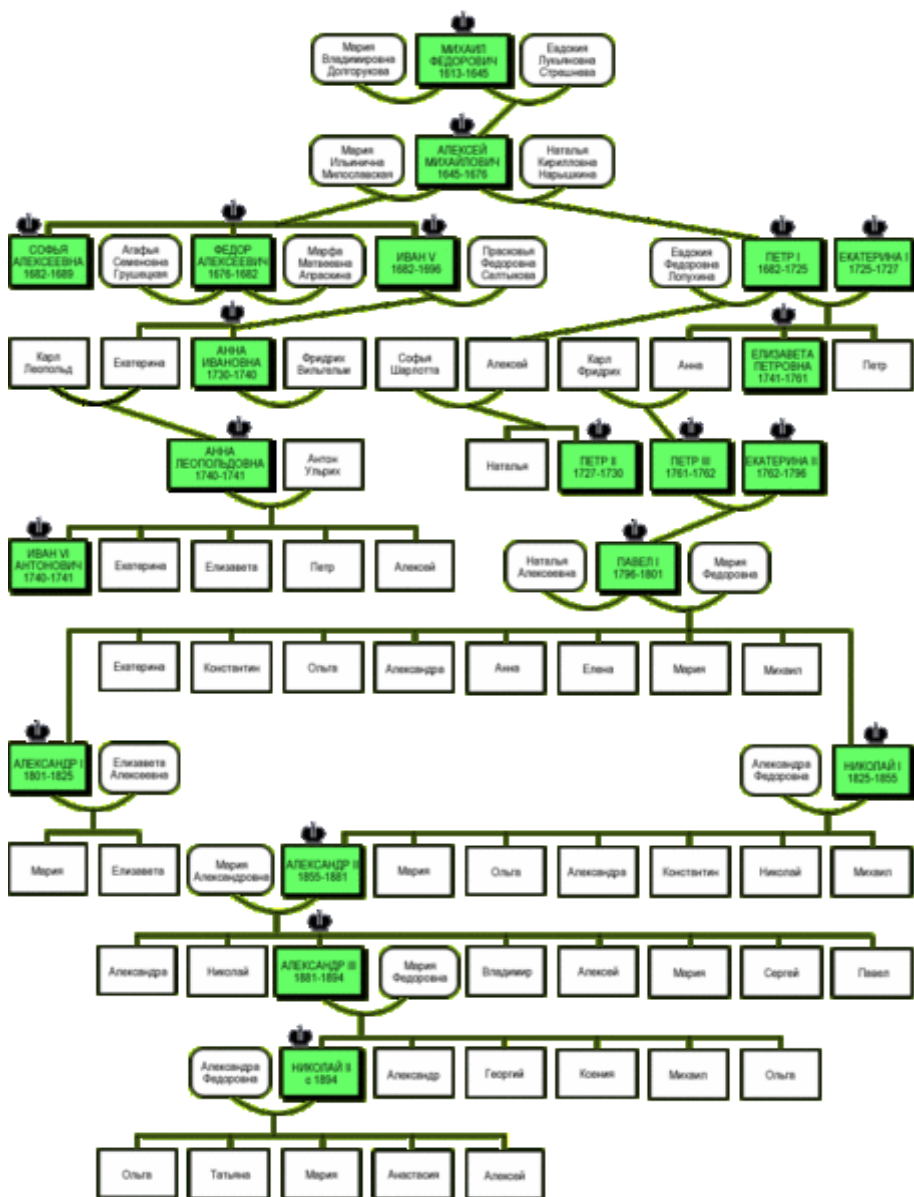 Мария
Владимировна
Долгорукова
МИХАИЛ
ФЕДОРОВИЧ
1613-1645
Евдокия
Лукьяновна
Стрешнева
Мария
Ильинична
Милославская
АЛЕКСЕЙ
МИХАЙЛОВИЧ
1645-1676
Наталья
Кирилловна
Нарышкина
СОФЬЯ
АЛЕКСЕЕВНА
1682-1689
Агафья
Семеновна
Грушецкая
ФЕДОР
АЛЕКСЕЕВИЧ
1676-1682
Марфа
Матвеевна
Апраксина
ИВАН V
1682-1696
Прасковья
Федоровна
Салтыкова
Евдокия
Федоровна
Лопухина
ПЕТР I
1682-1725
ЕКАТЕРИНА I
1725-1727
Карл
Леопольд
Екатерина
АННА
ИВАНОВНА
1730-1740
Фридрих
Вильгельм
Софья
Шарлотта
Алексей
Карл
Фридрих
Анна
ЕЛИЗАВЕТА
ПЕТРОВНА
1741-1761
Петр
АННА
ЛЕОПОЛЬДОВНА
1740-1741
Антон
Ульрих
Наталья
ПЕТР II
1727-1730
ПЕТР III
1761-1762
ЕКАТЕРИНА II
1762-1796
ИВАН VI
АНТОНОВИЧ
1740-1741
Екатерина
Елизавета
Петр
Алексей
Наталья
Алексеевна
ПАВЕЛ I
1796-1801
Мария
Федоровна
Екатерина
Константин
Ольга
Александра
Анна
Елена
Мария
Михаил
АЛЕКСАНДР I
1801-1825
Елизавета
Алексеевна
Александра
Федоровна
НИКОЛАЙ I
1825-1855
Мария
Елизавета
Мария
Александровна
АЛЕКСАНДР II
1855-1881
Мария
Ольга
Александра
Константин
Николай
Михаил
Александра
Николай
АЛЕКСАНДР III
1881-1894
Мария
Федоровна
Владимир
Алексей
Мария
Сергей
Павел
Александра
Федоровна
НИКОЛАЙ II
с 1894
Александр
Георгий
Ксения
Михаил
Ольга
Ольга
Татьяна
Мария
Анастасия
Алексей